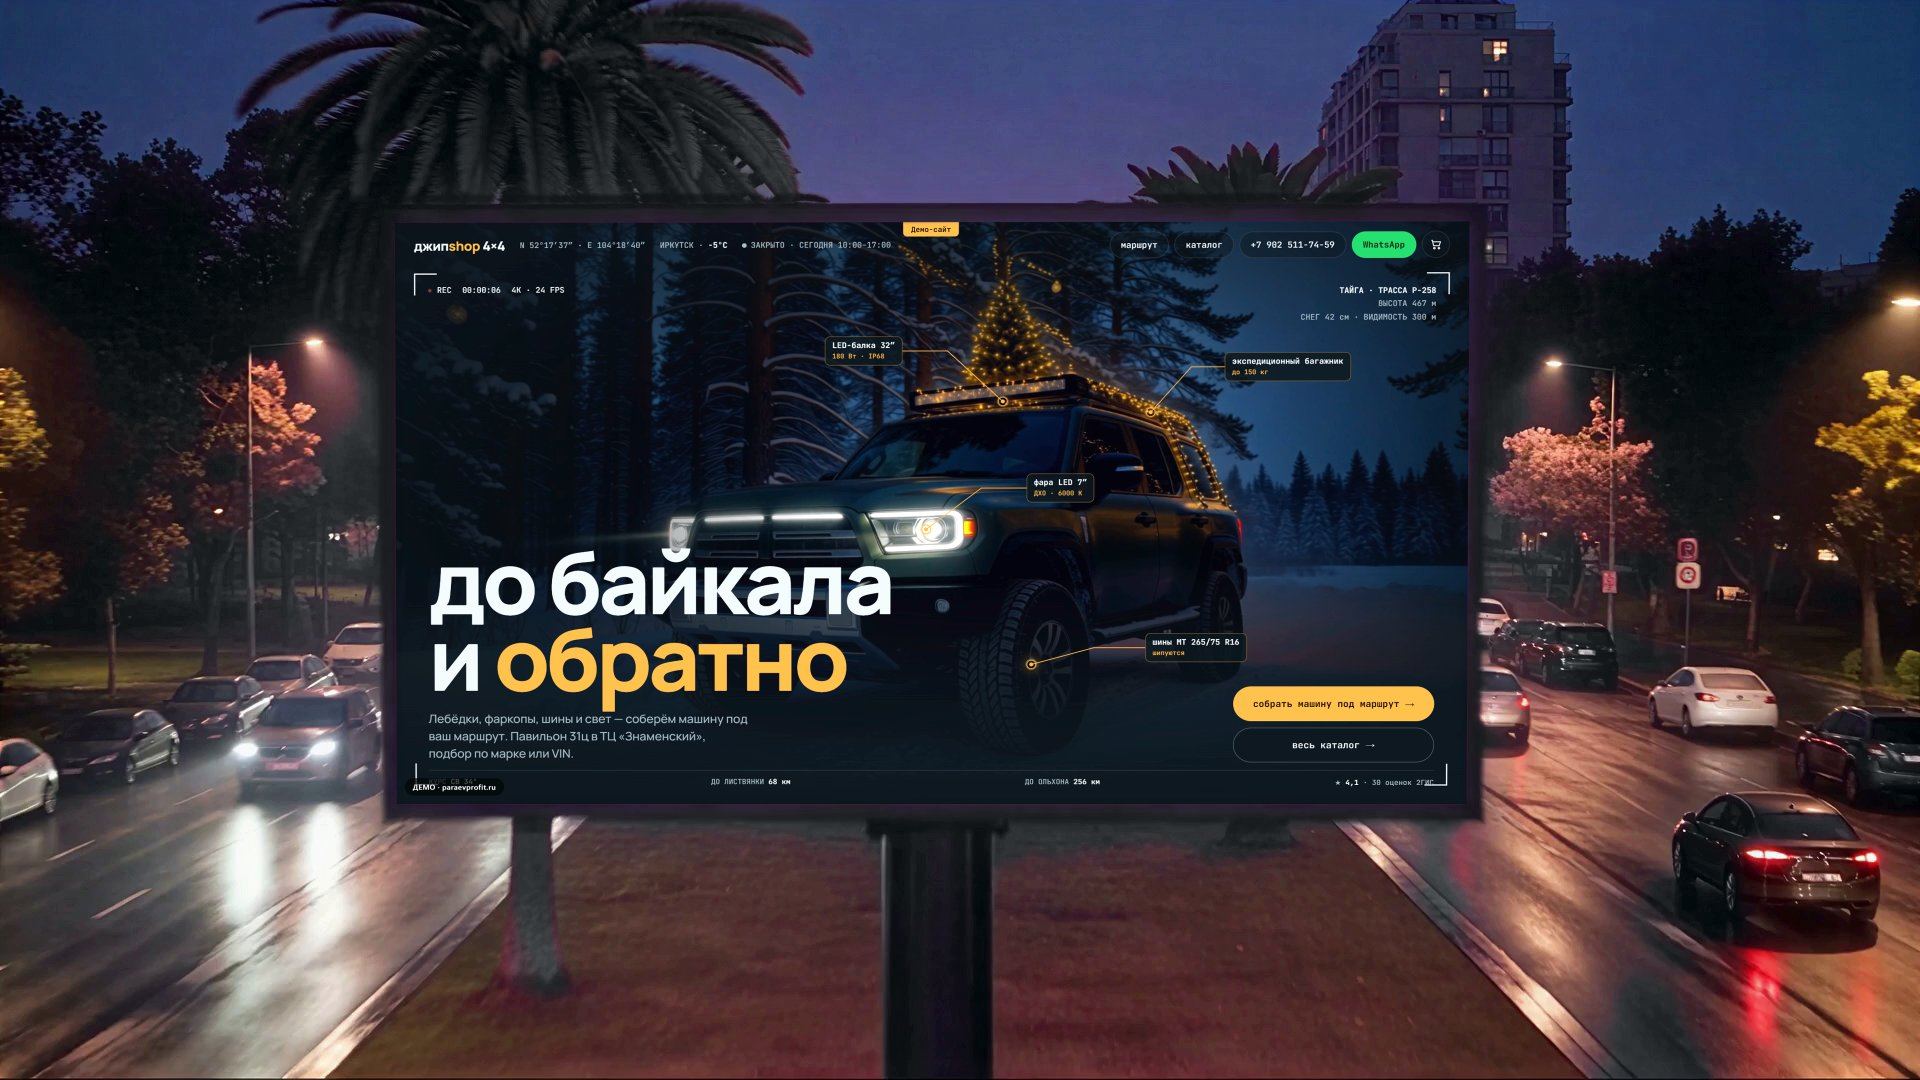 Демо-сайт
джипshop 4×4
N 52°17′37″ · E 104°18′40″
ИРКУТСК · -5°C
ЗАКРЫТО · СЕГОДНЯ 10:00–17:00
маршрут
каталог
+7 902 511-74-59
WhatsApp
REC 00:00:06 4K · 24 FPS
ТАЙГА · ТРАССА Р-258
ВЫСОТА 467 м
СНЕГ 42 см · ВИДИМОСТЬ 300 м
LED-балка 32″
180 Вт · IP68
экспедиционный багажник
до 150 кг
фара LED 7″
ДХО · 6000 K
до байкала
и обратно
шины MT 265/75 R16
шипуются
Лебёдки, фаркопы, шины и свет — соберём машину под
ваш маршрут. Павильон 31ц в ТЦ «Знаменский»,
подбор по марке или VIN.
собрать машину под маршрут →
весь каталог →
КУРС СВ 34°
ДО ЛИСТВЯНКИ 68 км
ДО ОЛЬХОНА 256 км
★ 4,1 · 30 оценок 2ГИС
ДЕМО · paraevprofit.ru